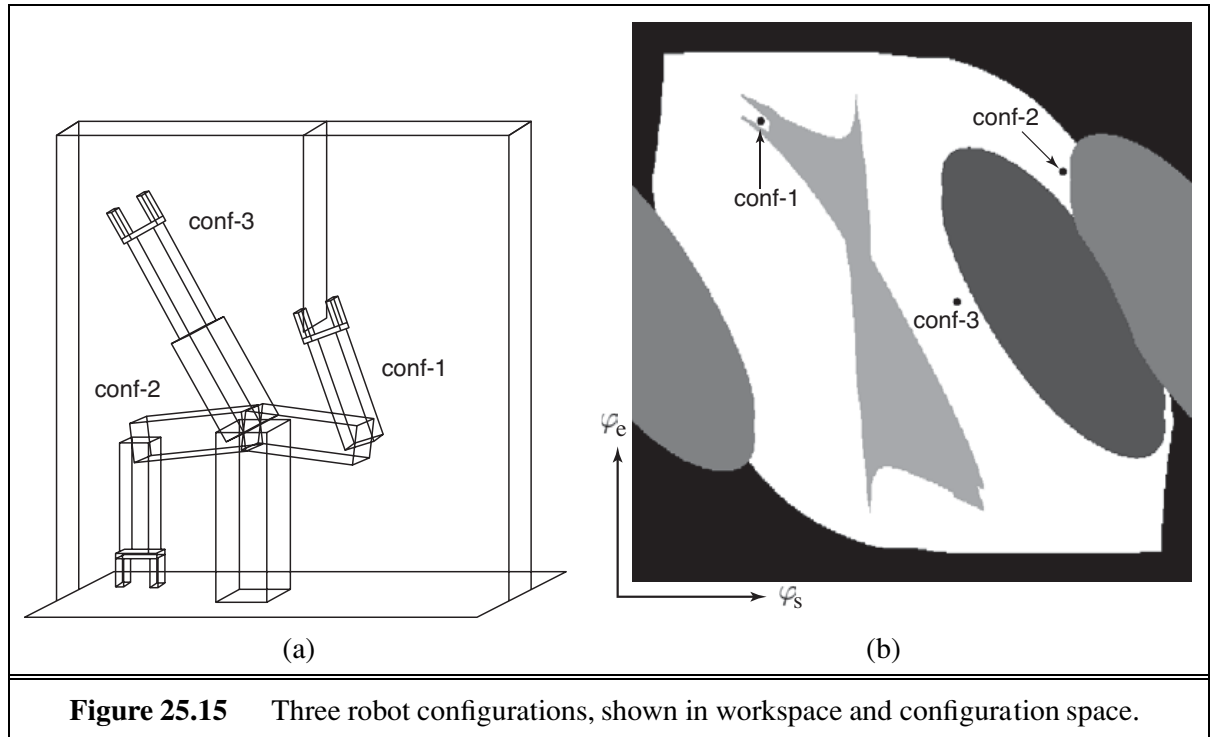 conf-3
conf-2
conf-1
(a)
conf-2
conf-1
conf-3
φe
φs
(b)
Figure 25.15 Three robot configurations, shown in workspace and configuration space.